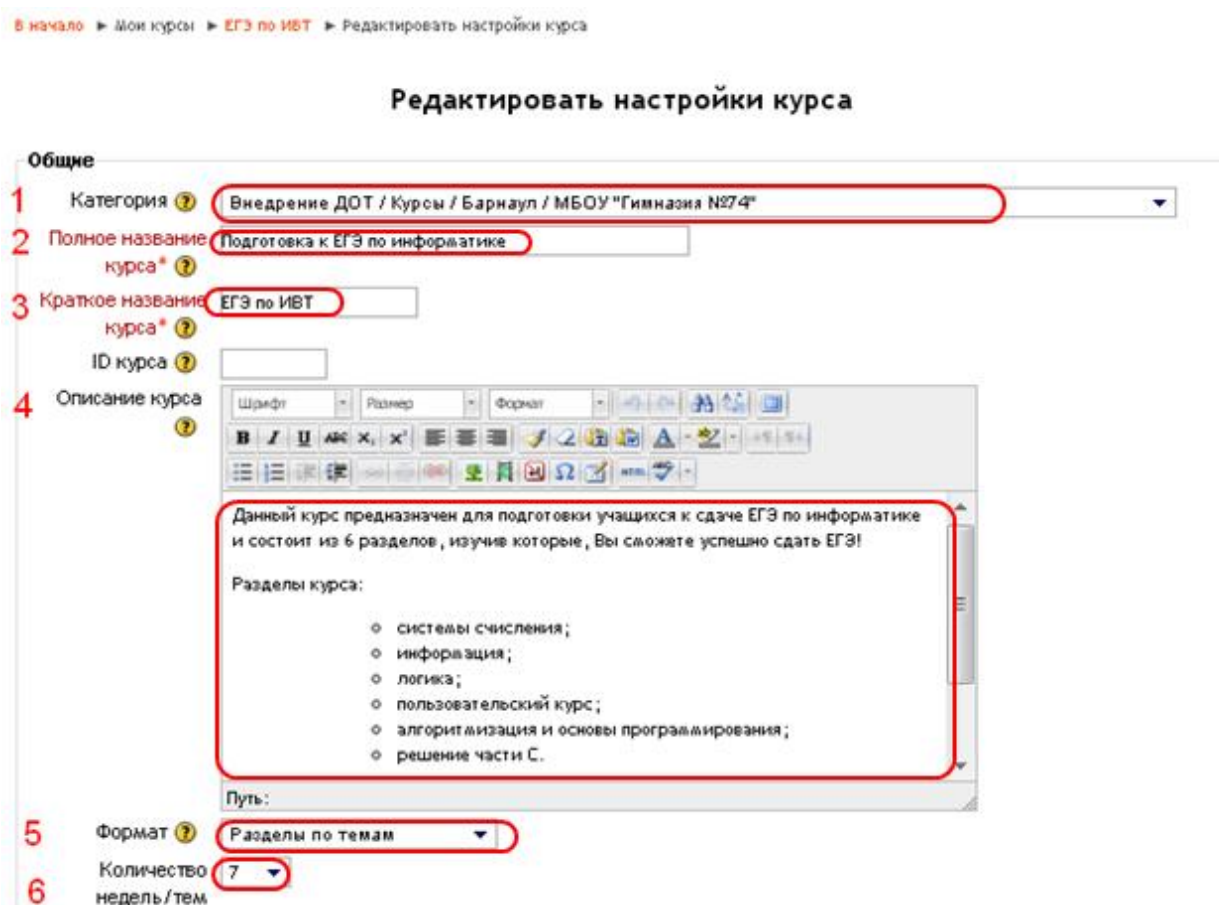 В начало ► Мои курсы ► ЕГЭ по ИВТ ► Редактировать настройки курса
Редактировать настройки курса
Общие
1 Категория Внедрение ДОТ / Курсы / Барнаул / МБОУ "Гимназия №74"
2 Полное название курса* Подготовка к ЕГЭ по информатике
3 Краткое название курса* ЕГЭ по ИВТ
ID курса
4 Описание курса
Шрифт Размер Формат
Данный курс предназначен для подготовки учащихся к сдаче ЕГЭ по информатике
и состоит из 6 разделов, изучив которые, Вы сможете успешно сдать ЕГЭ!
Разделы курса:
системы счисления;
информация;
логика;
пользовательский курс;
алгоритмизация и основы программирования;
решение части С.
Путь:
5 Формат Разделы по темам
6 Количество недель/тем 7